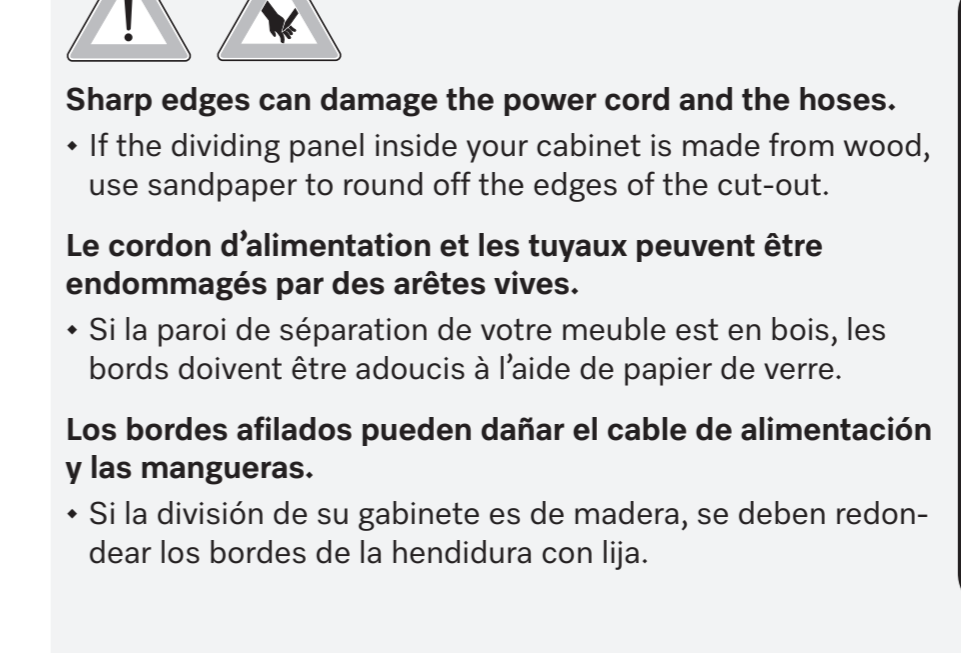 Sharp edges can damage the power cord and the hoses.
• If the dividing panel inside your cabinet is made from wood,
use sandpaper to round off the edges of the cut-out.
Le cordon d’alimentation et les tuyaux peuvent être
endommagés par des arêtes vives.
• Si la paroi de séparation de votre meuble est en bois, les
bords doivent être adoucis à l’aide de papier de verre.
Los bordes afilados pueden dañar el cable de alimentación
y las mangueras.
• Si la división de su gabinete es de madera, se deben redon-
dear los bordes de la hendidura con lija.